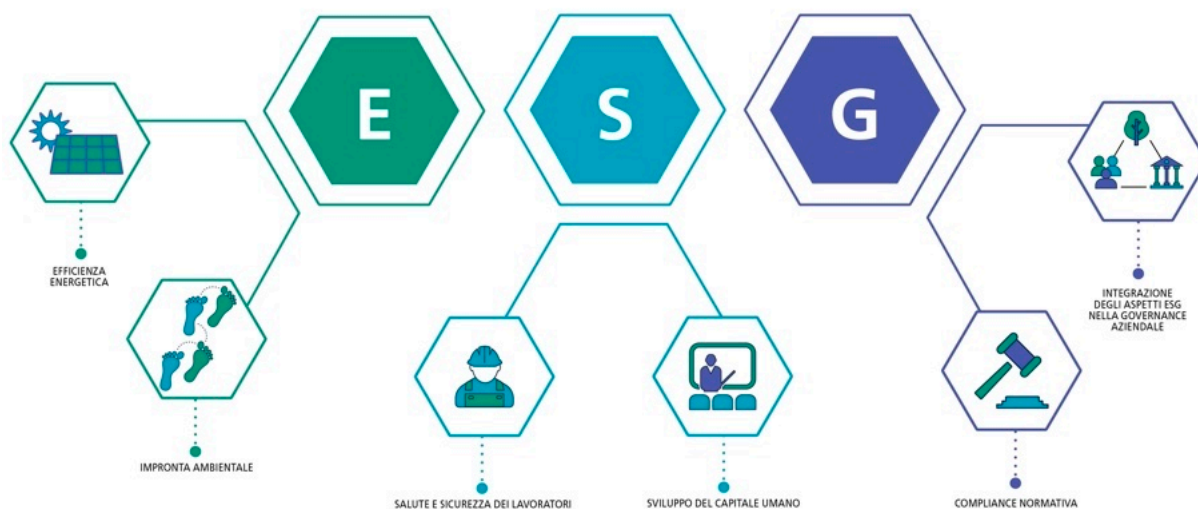 E
S
G
EFFICIENZA
ENERGETICA
IMPRONTA AMBIENTALE
SALUTE E SICUREZZA DEI LAVORATORI
SVILUPPO DEL CAPITALE UMANO
COMPLIANCE NORMATIVA
INTEGRAZIONE
DEGLI ASPETTI ESG
NELLA GOVERNANCE
AZIENDALE